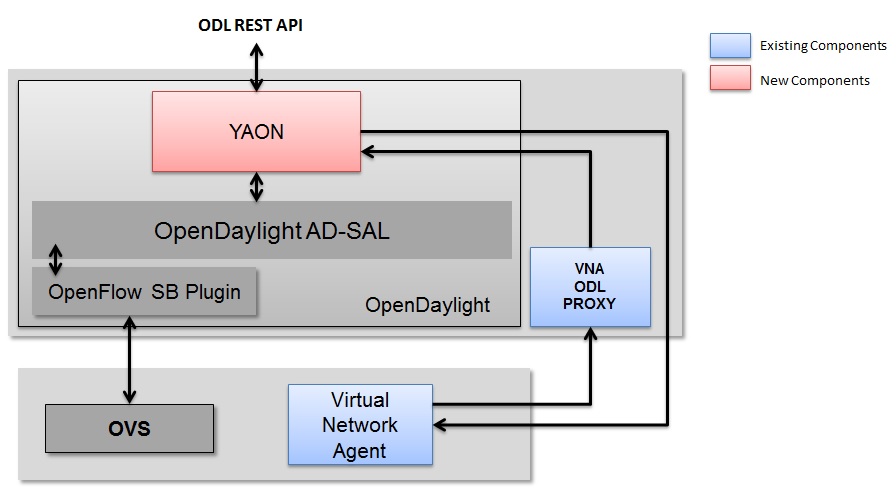 ODL REST API
Existing Components
New Components
YAON
OpenDaylight AD-SAL
OpenFlow SB Plugin
OpenDaylight
VNA
ODL
PROXY
OVS
Virtual
Network
Agent